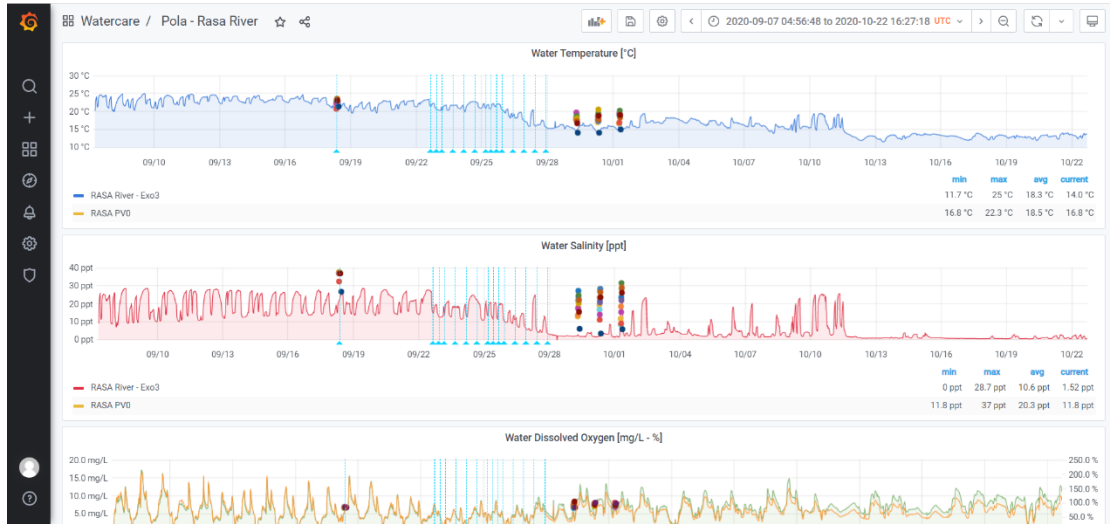 Watercare / Pola - Rasa River
2020-09-07 04:56:48 to 2020-10-22 16:27:18 UTC
Water Temperature [°C]
30 °C
25 °C
20 °C
15 °C
10 °C
09/10 09/13 09/16 09/19 09/22 09/25 09/28 10/01 10/04 10/07 10/10 10/13 10/16 10/19 10/22
min max avg current
RASA River - Exo3 11.7 °C 25 °C 18.3 °C 14.0 °C
RASA PV0 16.8 °C 22.3 °C 18.5 °C 16.8 °C
Water Salinity [ppt]
40 ppt
30 ppt
20 ppt
10 ppt
0 ppt
09/10 09/13 09/16 09/19 09/22 09/25 09/28 10/01 10/04 10/07 10/10 10/13 10/16 10/19 10/22
min max avg current
RASA River - Exo3 0 ppt 28.7 ppt 10.6 ppt 1.52 ppt
RASA PV0 11.8 ppt 37 ppt 20.3 ppt 11.8 ppt
Water Dissolved Oxygen [mg/L - %]
20.0 mg/L 250.0 %
15.0 mg/L 200.0 %
10.0 mg/L 150.0 %
5.0 mg/L 100.0 %
50.0 %